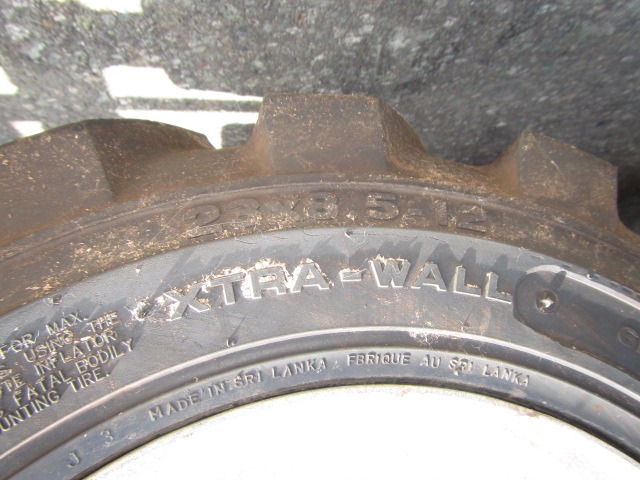 23X8.5-12
XTRA-WALL
FOR MAX.
USING THE
INFLATOR
FATAL BODILY
TIRE.
J 3 MADE IN SRI LANKA FBRIQUE AU SRI LANKA